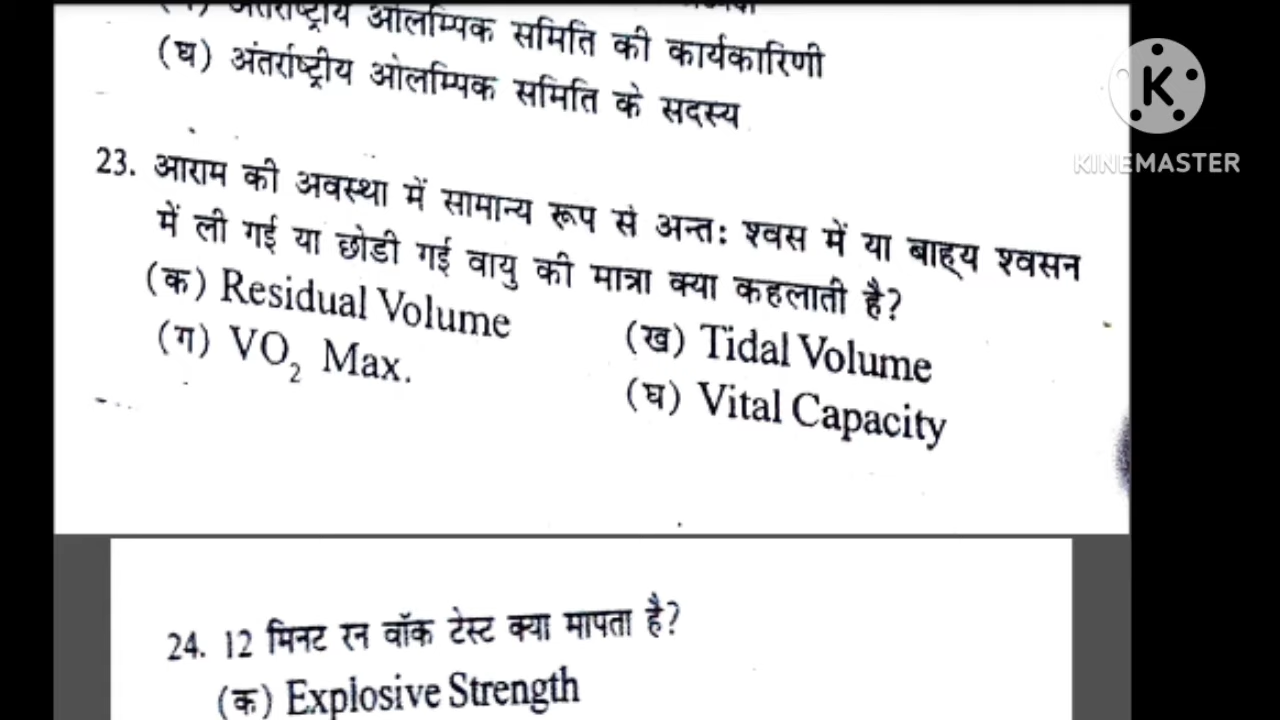 अंतर्राष्ट्रीय ओलम्पिक समिति की कार्यकारिणी
(घ) अंतर्राष्ट्रीय ओलम्पिक समिति के सदस्य
23. आराम की अवस्था में सामान्य रूप से अन्तः श्वस में या बाह्य श्वसन
में ली गई या छोडी गई वायु की मात्रा क्या कहलाती है?
(क) Residual Volume
(ख) Tidal Volume
(ग) VO₂ Max.
(घ) Vital Capacity
24. 12 मिनट रन वॉक टेस्ट क्या मापता है?
(क) Explosive Strength
K
KINEMASTER